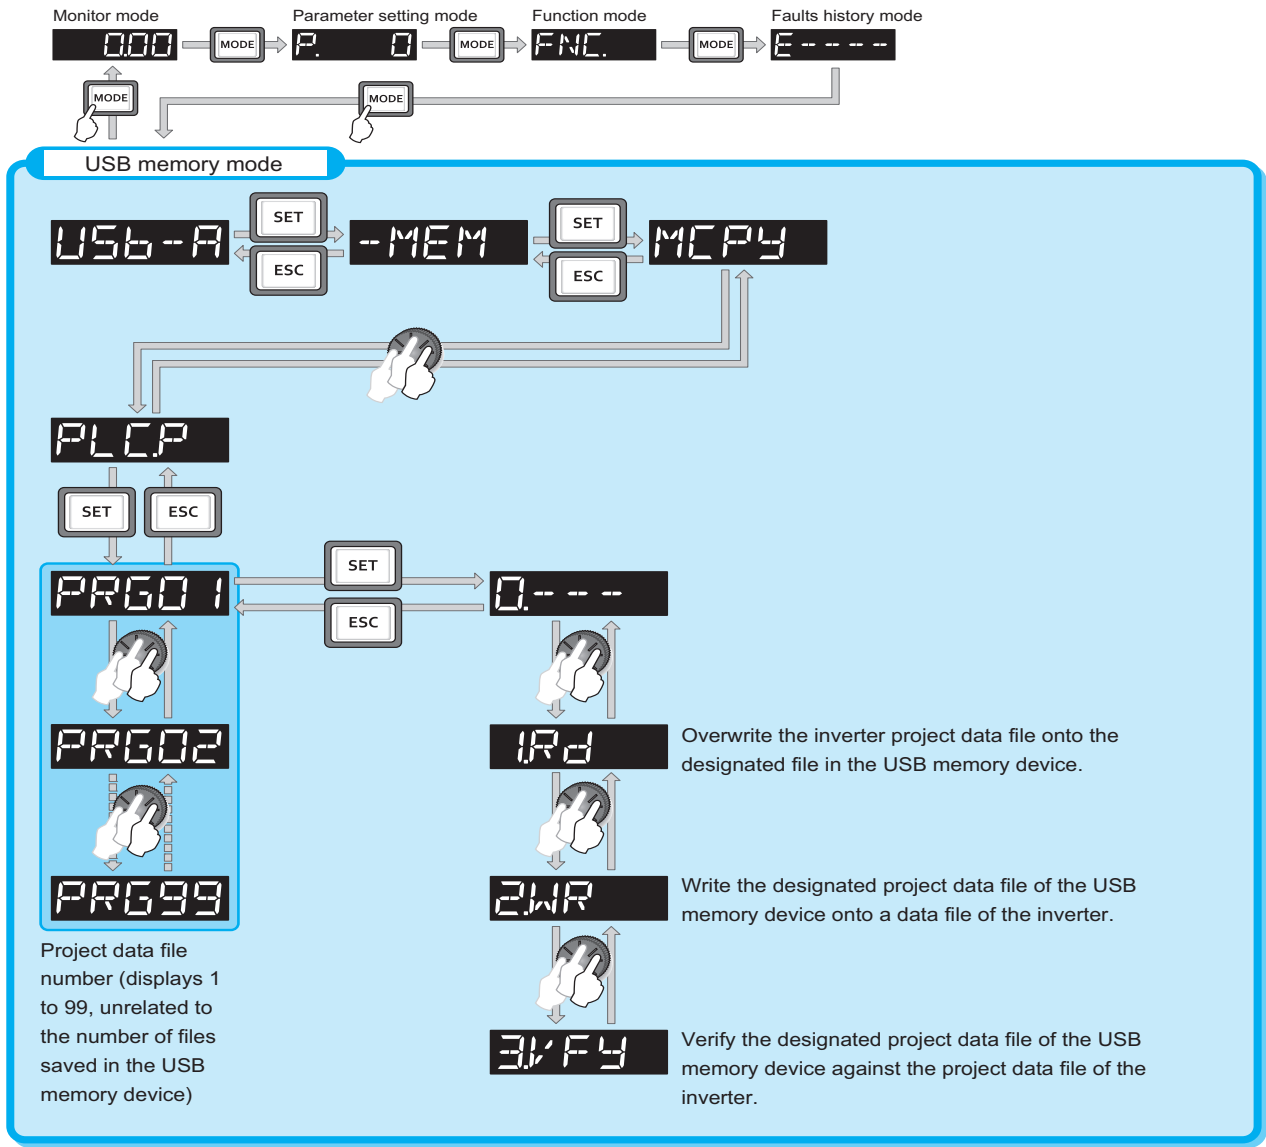 Monitor mode
Parameter setting mode
Function mode
Faults history mode
0.00
MODE
P. 0
MODE
FNC.
MODE
E----
MODE
MODE
USB memory mode
USb-A
SET
ESC
-MEM
SET
ESC
MCPY
PLC.P
SET
ESC
PRG01
SET
ESC
0.---
PRG02
1.Rd
Overwrite the inverter project data file onto the
designated file in the USB memory device.
PRG99
2.WR
Write the designated project data file of the USB
memory device onto a data file of the inverter.
Project data file
number (displays 1
to 99, unrelated to
the number of files
saved in the USB
memory device)
3.VFY
Verify the designated project data file of the USB
memory device against the project data file of the
inverter.